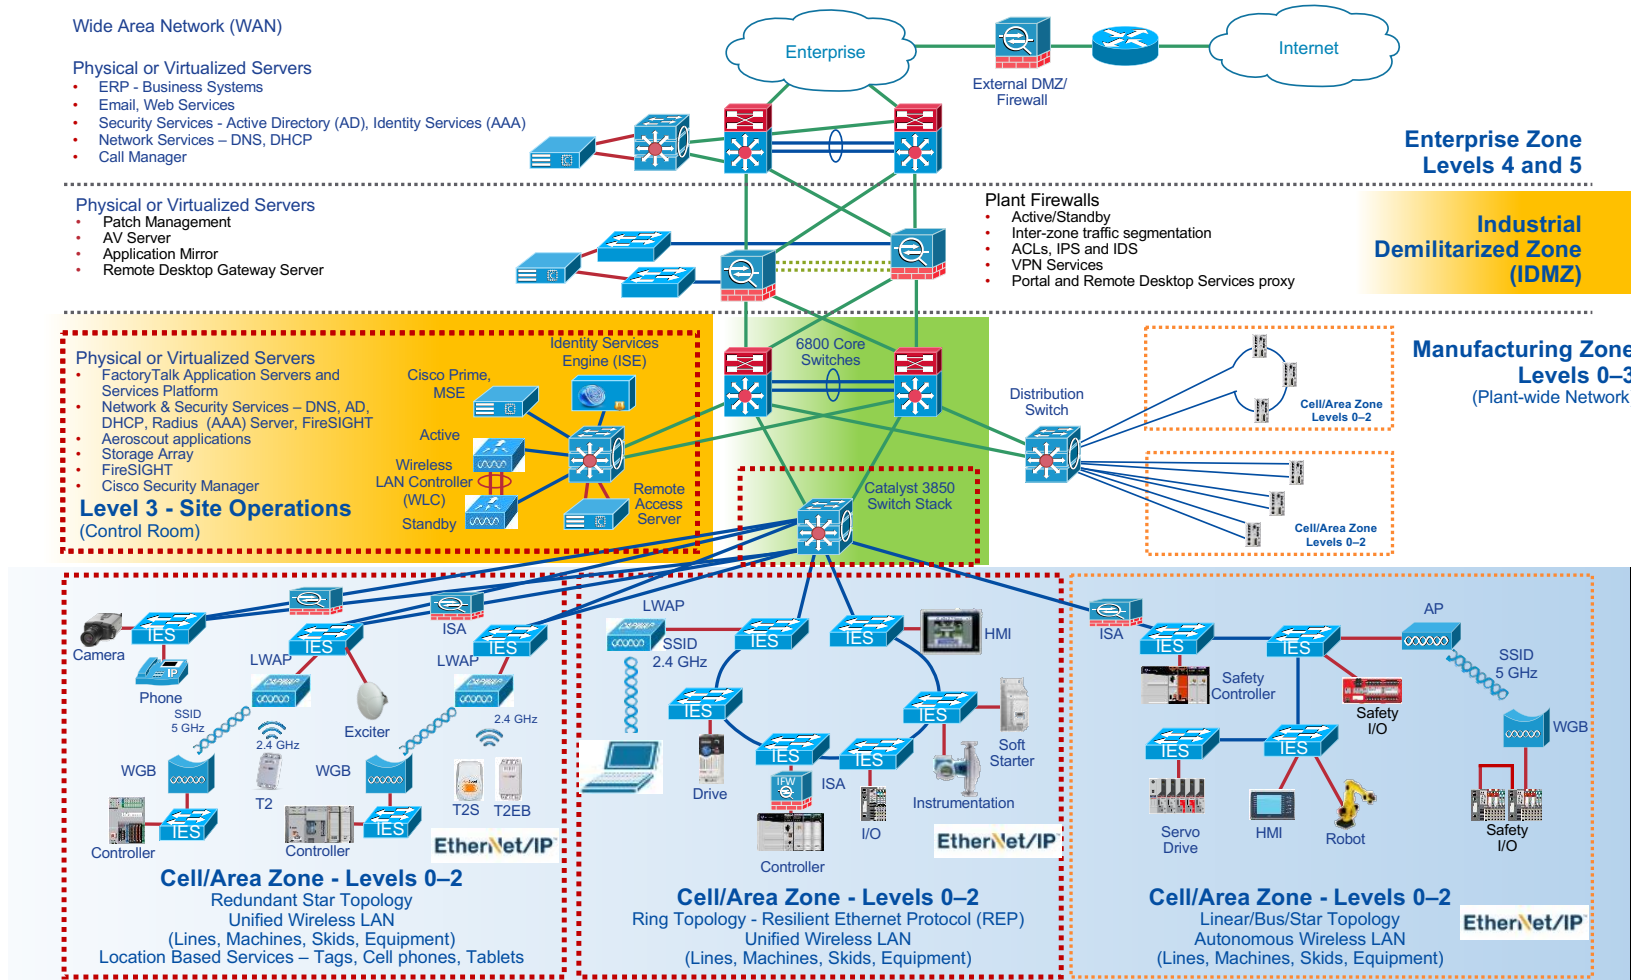 Wide Area Network (WAN)
Physical or Virtualized Servers
• ERP - Business Systems
• Email, Web Services
• Security Services - Active Directory (AD), Identity Services (AAA)
• Network Services – DNS, DHCP
• Call Manager
Enterprise
External DMZ/
Firewall
Internet
Enterprise Zone
Levels 4 and 5
Physical or Virtualized Servers
• Patch Management
• AV Server
• Application Mirror
• Remote Desktop Gateway Server
Plant Firewalls
• Active/Standby
• Inter-zone traffic segmentation
• ACLs, IPS and IDS
• VPN Services
• Portal and Remote Desktop Services proxy
Industrial
Demilitarized Zone
(IDMZ)
Physical or Virtualized Servers
• FactoryTalk Application Servers and
Services Platform
• Network & Security Services – DNS, AD,
DHCP, Radius (AAA) Server, FireSIGHT
• Aeroscout applications
• Storage Array
• FireSIGHT
• Cisco Security Manager
Level 3 - Site Operations
(Control Room)
Identity Services
Engine (ISE)
Cisco Prime,
MSE
Active
Wireless
LAN Controller
(WLC)
Standby
Remote
Access
Server
6800 Core
Switches
Catalyst 3850
Switch Stack
Distribution
Switch
Cell/Area Zone
Levels 0–2
Cell/Area Zone
Levels 0–2
Manufacturing Zone
Levels 0–3
(Plant-wide Network
Camera
IES
IP
Phone
ISA
IES
LWAP
CAPWAP
SSID
5 GHz
2.4 GHz
WGB
T2
Exciter
IES
Controller
IES
LWAP
CAPWAP
2.4 GHz
WGB
T2S
T2EB
IES
Controller
EtherNet/IP
Cell/Area Zone - Levels 0–2
Redundant Star Topology
Unified Wireless LAN
(Lines, Machines, Skids, Equipment)
Location Based Services – Tags, Cell phones, Tablets
LWAP
CAPWAP
SSID
2.4 GHz
IES
IES
HMI
IES
IES
Soft
Starter
Drive
IES
IES
ISA
IFW
I/O
Instrumentation
Controller
EtherNet/IP
Cell/Area Zone - Levels 0–2
Ring Topology - Resilient Ethernet Protocol (REP)
Unified Wireless LAN
(Lines, Machines, Skids, Equipment)
ISA
IES
IES
AP
SSID
5 GHz
Safety
Controller
Safety
I/O
WGB
IES
IES
Servo
Drive
HMI
Robot
Safety
I/O
EtherNet/IP
Cell/Area Zone - Levels 0–2
Linear/Bus/Star Topology
Autonomous Wireless LAN
(Lines, Machines, Skids, Equipment)